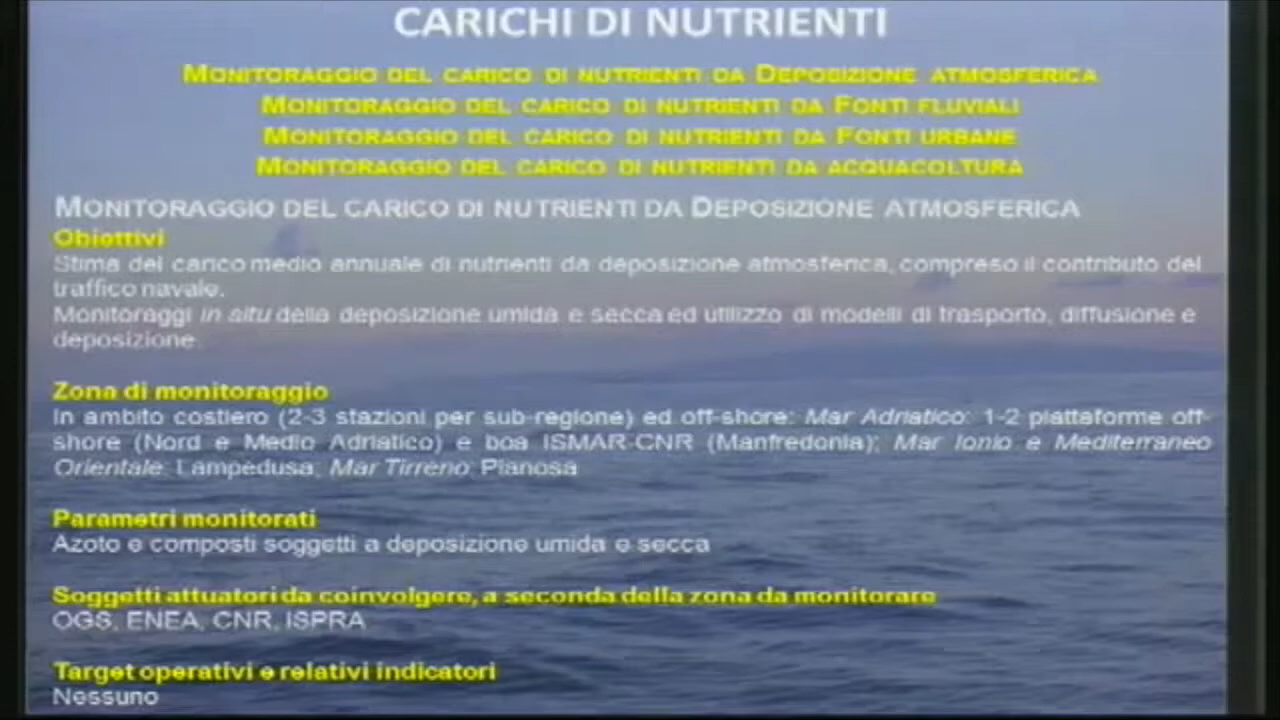 CARICHI DI NUTRIENTI
MONITORAGGIO DEL CARICO DI NUTRIENTI DA DEPOSIZIONE ATMOSFERICA
MONITORAGGIO DEL CARICO DI NUTRIENTI DA FONTI FLUVIALI
MONITORAGGIO DEL CARICO DI NUTRIENTI DA FONTI URBANE
MONITORAGGIO DEL CARICO DI NUTRIENTI DA ACQUACOLTURA
MONITORAGGIO DEL CARICO DI NUTRIENTI DA DEPOSIZIONE ATMOSFERICA
Obiettivi
Stima del carico medio annuale di nutrienti da deposizione atmosferica, compreso il contributo del
traffico navale.
Monitoraggi in situ della deposizione umida e secca ed utilizzo di modelli di trasporto, diffusione e
deposizione.
Zona di monitoraggio
In ambito costiero (2-3 stazioni per sub-regione) ed off-shore: Mar Adriatico: 1-2 piattaforme off-
shore (Nord e Medio Adriatico) e boa ISMAR-CNR (Manfredonia); Mar Ionio e Mediterraneo
Orientale: Lampedusa; Mar Tirreno: Pianosa
Parametri monitorati
Azoto e composti soggetti a deposizione umida e secca
Soggetti attuatori da coinvolgere, a seconda della zona da monitorare
OGS, ENEA, CNR, ISPRA
Target operativi e relativi indicatori
Nessuno